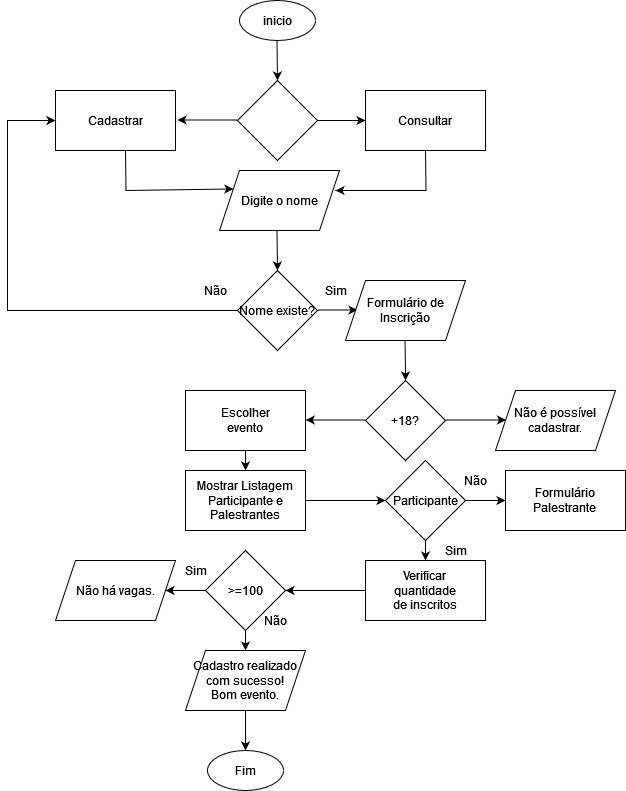 inicio
Cadastrar
Consultar
Digite o nome
Não
Sim
Nome existe?
Formulário de
Inscrição
Escolher
evento
+18?
Não é possível
cadastrar.
Mostrar Listagem
Participante e
Palestrantes
Participante
Não
Formulário
Palestrante
Sim
Não há vagas.
Sim
>=100
Verificar
quantidade
de inscritos
Não
Cadastro realizado
com sucesso!
Bom evento.
Fim